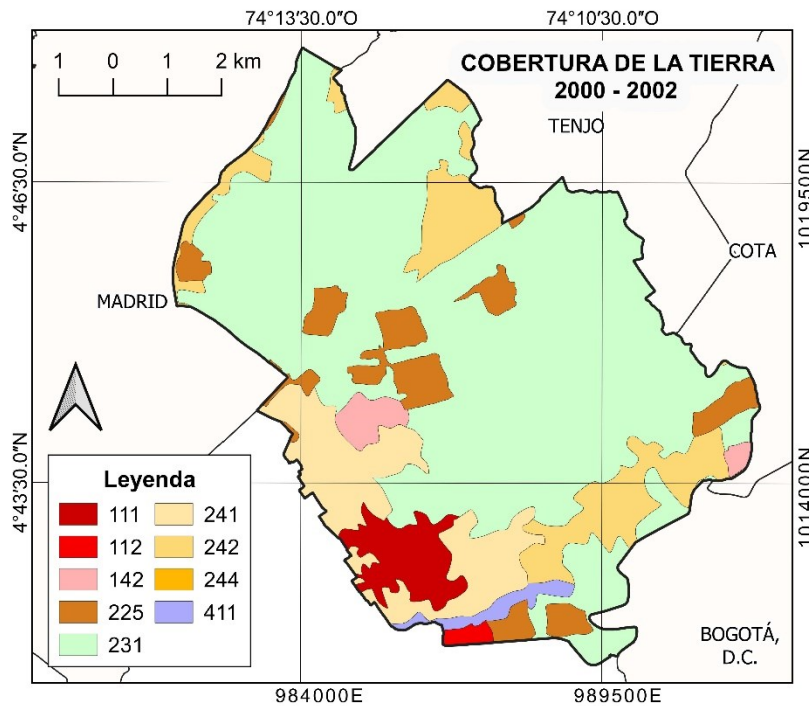 74°13'30.0"O 74°10'30.0"O
1 0 1 2 km
COBERTURA DE LA TIERRA
2000 - 2002
TENJO
4°46'30.0"N
1019500N
COTA
MADRID
4°43'30.0"N
1014000N
Leyenda
111 241
112 242
142 244
225 411
231
BOGOTÁ,
D.C.
984000E 989500E